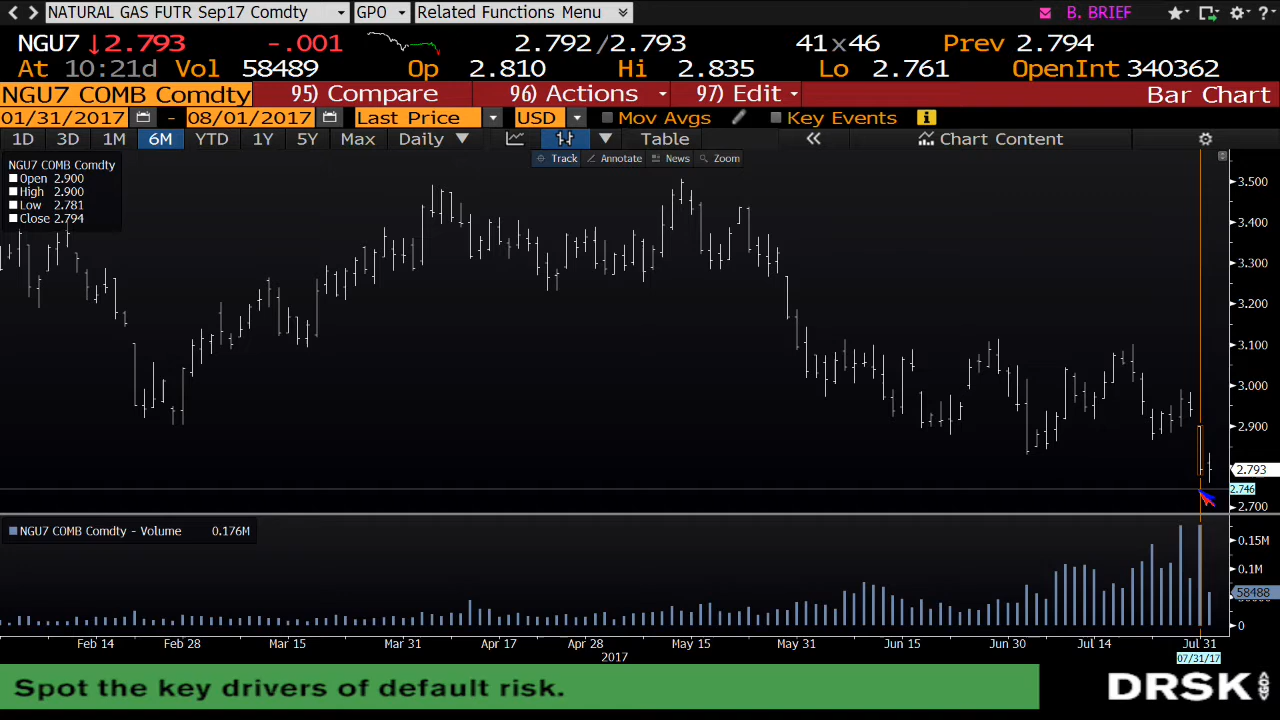 NATURAL GAS FUTR Sep17 Comdty GPO Related Functions Menu B. BRIEF ?
NGU7 ↓2.793 -.001 2.792/2.793 41x46 Prev 2.794
At 10:21d Vol 58489 Op 2.810 Hi 2.835 Lo 2.761 OpenInt 340362
NGU7 COMB Comdty 95) Compare 96) Actions 97) Edit Bar Chart
01/31/2017 - 08/01/2017 Last Price USD Mov Avgs Key Events i
1D 3D 1M 6M YTD 1Y 5Y Max Daily Table « Chart Content
Track Annotate News Zoom
NGU7 COMB Comdty
Open 2.900
High 2.900
Low 2.781
Close 2.794
3.500
3.400
3.300
3.200
3.100
3.000
2.900
2.793
2.746
2.700
NGU7 COMB Comdty - Volume 0.176M
0.15M
0.1M
58488
0
Feb 14 Feb 28 Mar 15 Mar 31 Apr 17 Apr 28 May 15 May 31 Jun 15 Jun 30 Jul 14 Jul 31
2017 07/31/17
Spot the key drivers of default risk. DRSK <GO>